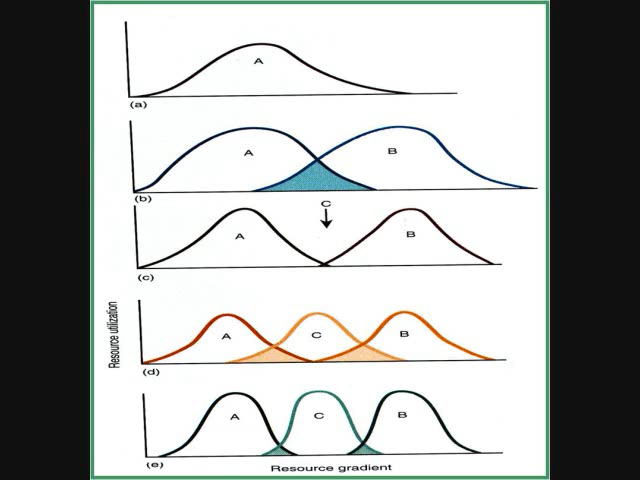 A
(a)
A
B
(b)
C
A
B
(c)
Resource utilization
A
C
B
(d)
A
C
B
(e)
Resource gradient